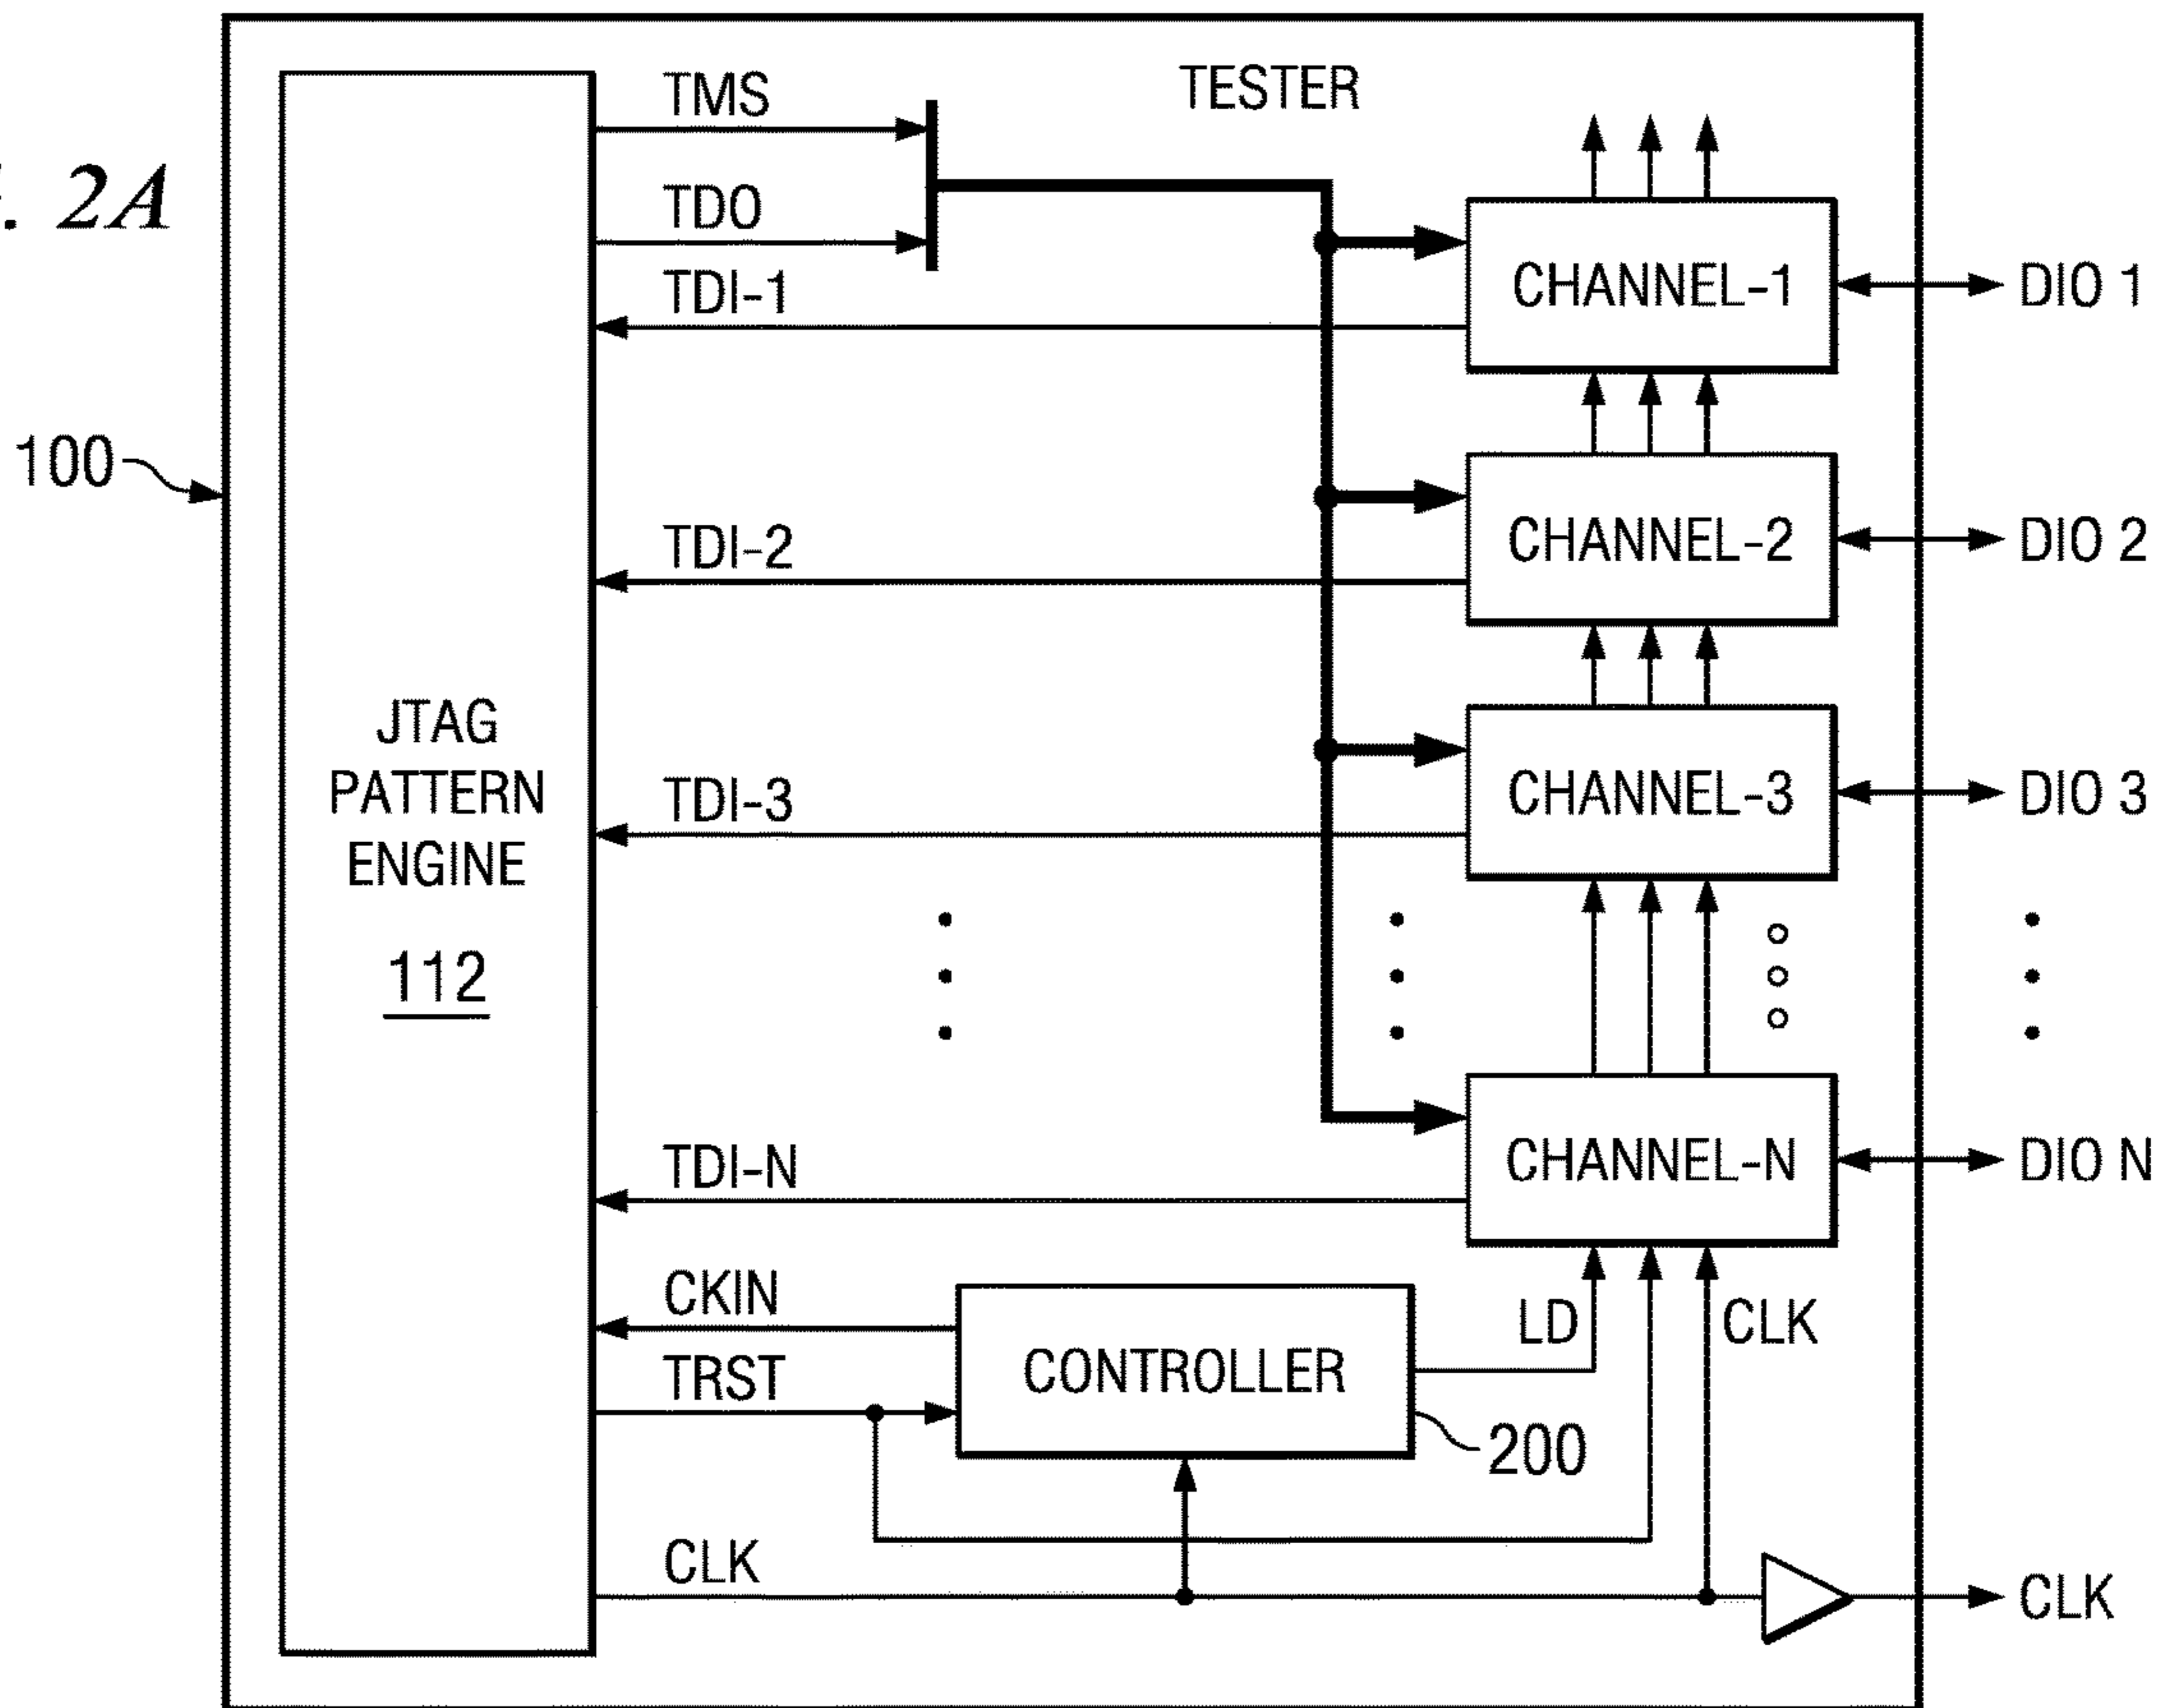 . 2A
TMS
TESTER
TDO
TDI-1
CHANNEL-1
DIO 1
100
TDI-2
CHANNEL-2
DIO 2
JTAG
PATTERN
ENGINE
112
TDI-3
CHANNEL-3
DIO 3
TDI-N
CHANNEL-N
DIO N
CKIN
LD
CLK
TRST
CONTROLLER
200
CLK
CLK